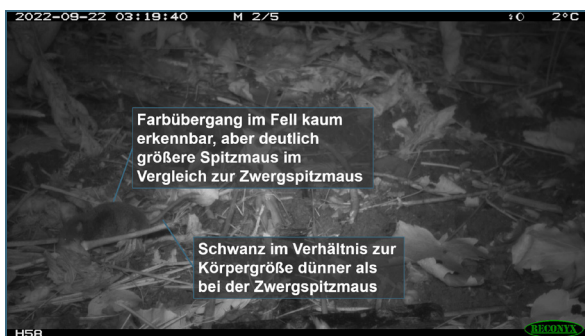 2022-09-22 03:19:40 M 2/5 2°C
Farbübergang im Fell kaum
erkennbar, aber deutlich
größere Spitzmaus im
Vergleich zur Zwergspitzmaus
Schwanz im Verhältnis zur
Körpergröße dünner als
bei der Zwergspitzmaus
H58
RECONYX